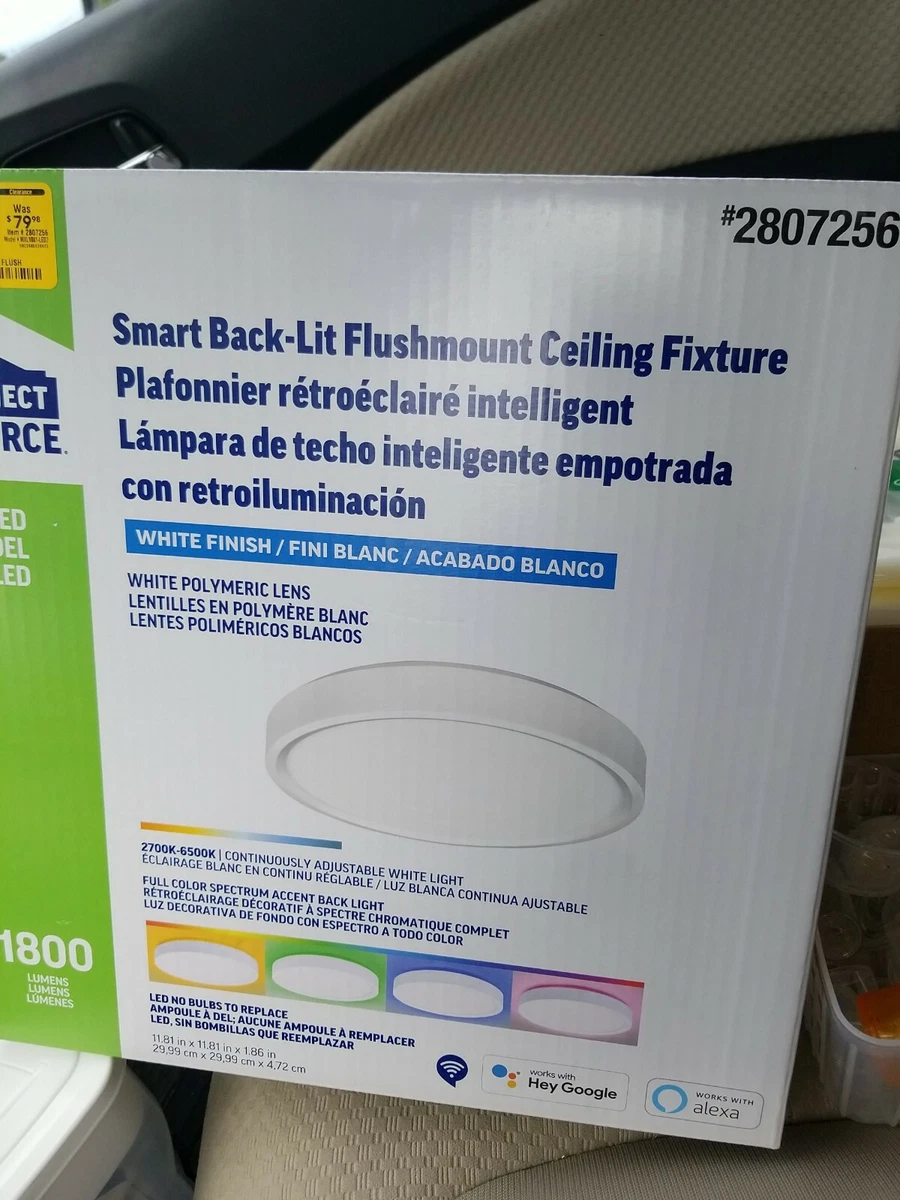 Clearance
Was
$79.98
Item # 2807256
FLUSH
#2807256
Smart Back-Lit Flushmount Ceiling Fixture
Plafonnier rétroéclairé intelligent
Lámpara de techo inteligente empotrada
con retroiluminación
ECT
RCE.
ED
DEL
LED
WHITE FINISH / FINI BLANC / ACABADO BLANCO
WHITE POLYMERIC LENS
LENTILLES EN POLYMÈRE BLANC
LENTES POLIMÉRICOS BLANCOS
2700K-6500K | CONTINUOUSLY ADJUSTABLE WHITE LIGHT
ÉCLAIRAGE BLANC EN CONTINU RÉGLABLE / LUZ BLANCA CONTINUA AJUSTABLE
FULL COLOR SPECTRUM ACCENT BACK LIGHT
RÉTROÉCLAIRAGE DÉCORATIF À SPECTRE CHROMATIQUE COMPLET
LUZ DECORATIVA DE FONDO CON ESPECTRO A TODO COLOR
1800
LUMENS
LUMENS
LÚMENES
LED NO BULBS TO REPLACE
AMPOULE À DEL; AUCUNE AMPOULE À REMPLACER
LED, SIN BOMBILLAS QUE REEMPLAZAR
11.81 in x 11.81 in x 1.86 in
29,99 cm x 29,99 cm x 4,72 cm
works with
Hey Google
WORKS WITH
alexa